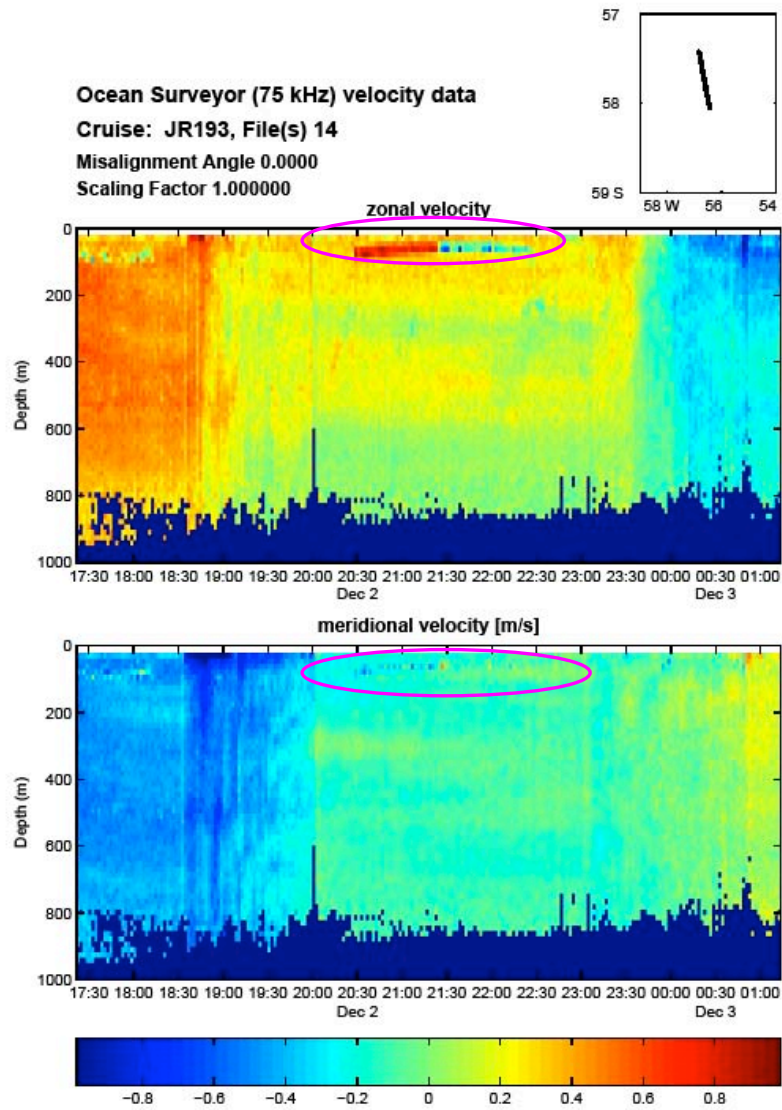 57
58
59 S
58 W 56 54
Ocean Surveyor (75 kHz) velocity data
Cruise: JR193, File(s) 14
Misalignment Angle 0.0000
Scaling Factor 1.000000
zonal velocity
0
200
400
600
800
1000
Depth (m)
17:30 18:00 18:30 19:00 19:30 20:00 20:30 21:00 21:30 22:00 22:30 23:00 23:30 00:00 00:30 01:00
Dec 2 Dec 3
meridional velocity [m/s]
0
200
400
600
800
1000
Depth (m)
17:30 18:00 18:30 19:00 19:30 20:00 20:30 21:00 21:30 22:00 22:30 23:00 23:30 00:00 00:30 01:00
Dec 2 Dec 3
−0.8 −0.6 −0.4 −0.2 0 0.2 0.4 0.6 0.8